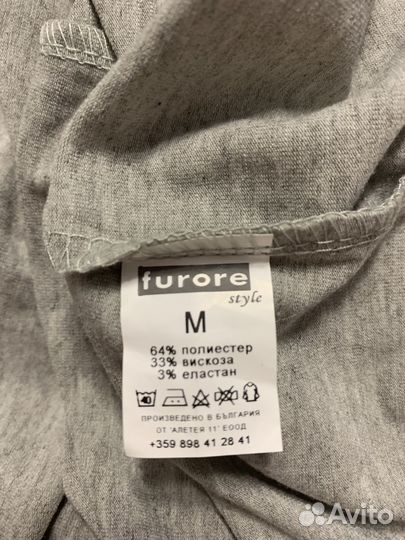 furore
style
M
64% полиестер
33% вискоза
3% еластан
40
ПРОИЗВЕДЕНО В БЪЛГАРИЯ
ОТ 'АЛЕТЕЯ 11' ЕООД
+359 898 41 28 41
Avito